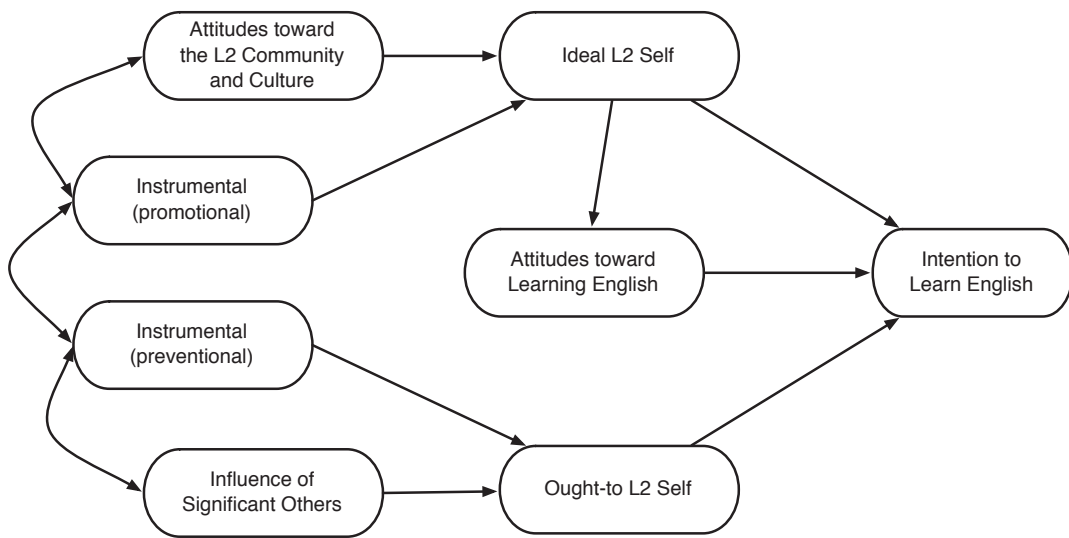 Attitudes toward
the L2 Community
and Culture
Ideal L2 Self
Instrumental
(promotional)
Attitudes toward
Learning English
Intention to
Learn English
Instrumental
(preventional)
Influence of
Significant Others
Ought-to L2 Self